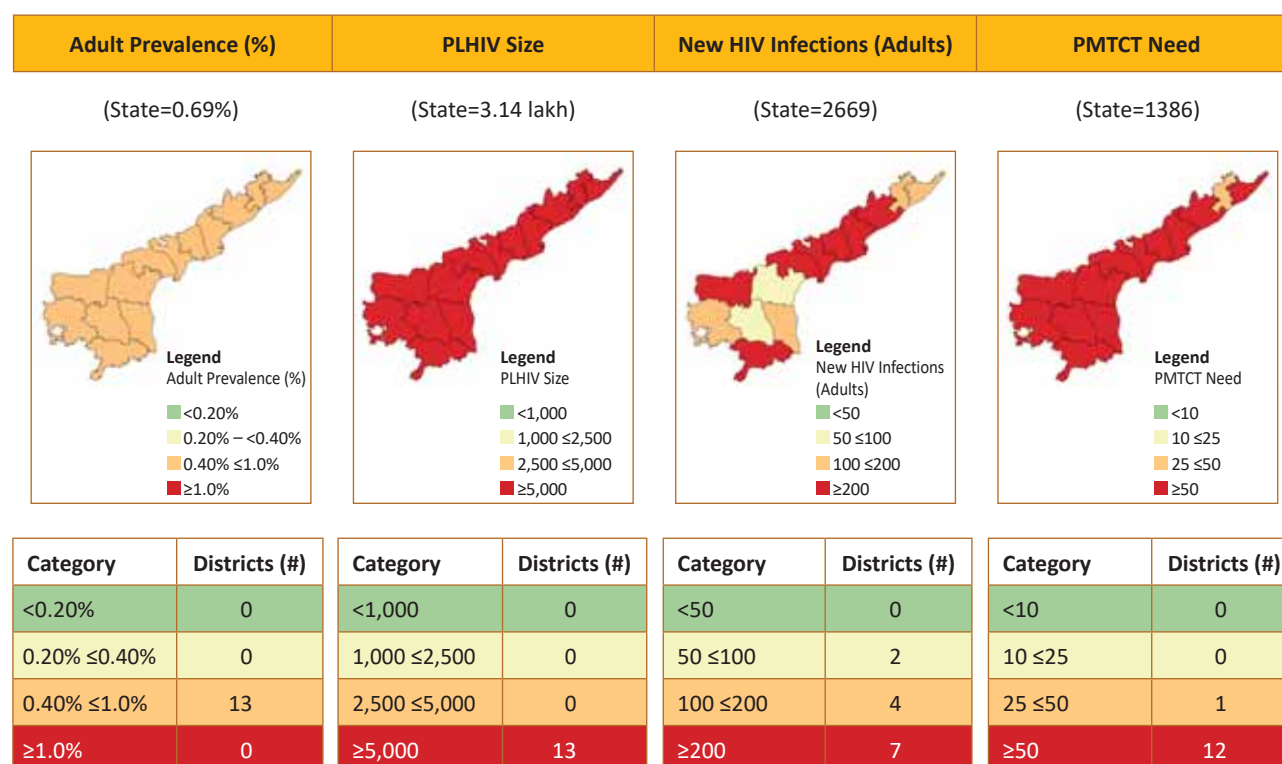 Adult Prevalence (%) PLHIV Size New HIV Infections (Adults) PMTCT Need
(State=0.69%) (State=3.14 lakh) (State=2669) (State=1386)
Legend
Adult Prevalence (%)
<0.20%
0.20% – <0.40%
0.40% ≤1.0%
≥1.0%
Legend
PLHIV Size
<1,000
1,000 ≤2,500
2,500 ≤5,000
≥5,000
Legend
New HIV Infections
(Adults)
<50
50 ≤100
100 ≤200
≥200
Legend
PMTCT Need
<10
10 ≤25
25 ≤50
≥50
Category Districts (#)
<0.20% 0
0.20% ≤0.40% 0
0.40% ≤1.0% 13
≥1.0% 0
Category Districts (#)
<1,000 0
1,000 ≤2,500 0
2,500 ≤5,000 0
≥5,000 13
Category Districts (#)
<50 0
50 ≤100 2
100 ≤200 4
≥200 7
Category Districts (#)
<10 0
10 ≤25 0
25 ≤50 1
≥50 12